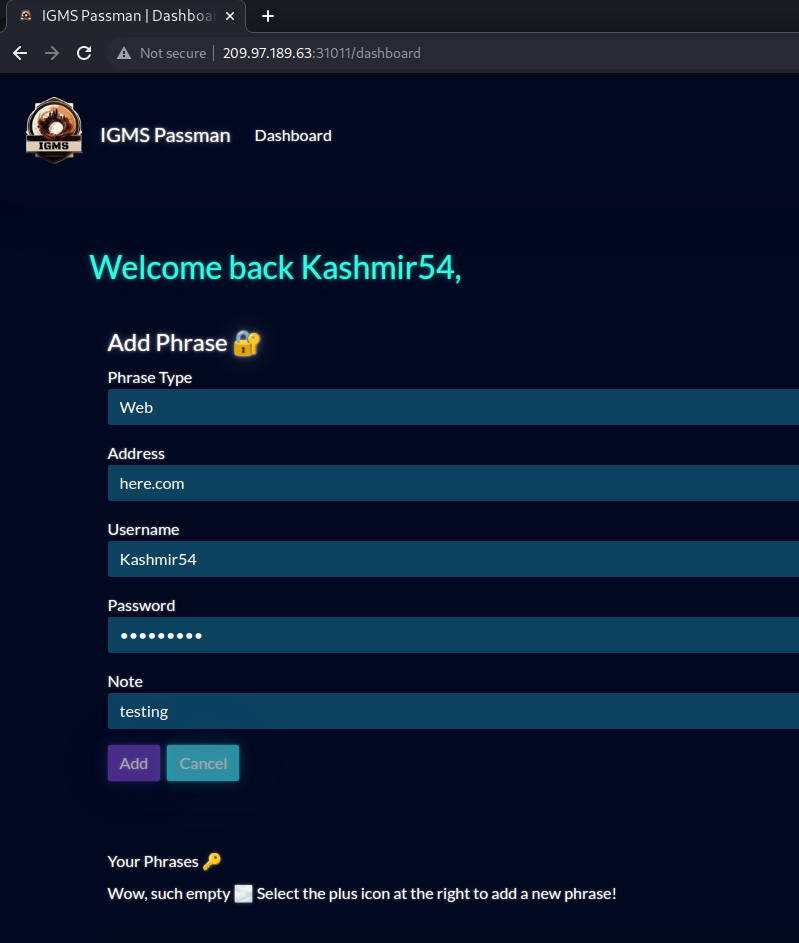 IGMS Passman | Dashboar
Not secure | 209.97.189.63:31011/dashboard
IGMS
IGMS Passman Dashboard
Welcome back Kashmir54,
Add Phrase 🔐
Phrase Type
Web
Address
here.com
Username
Kashmir54
Password
•••••••••
Note
testing
Add Cancel
Your Phrases 🔑
Wow, such empty Select the plus icon at the right to add a new phrase!